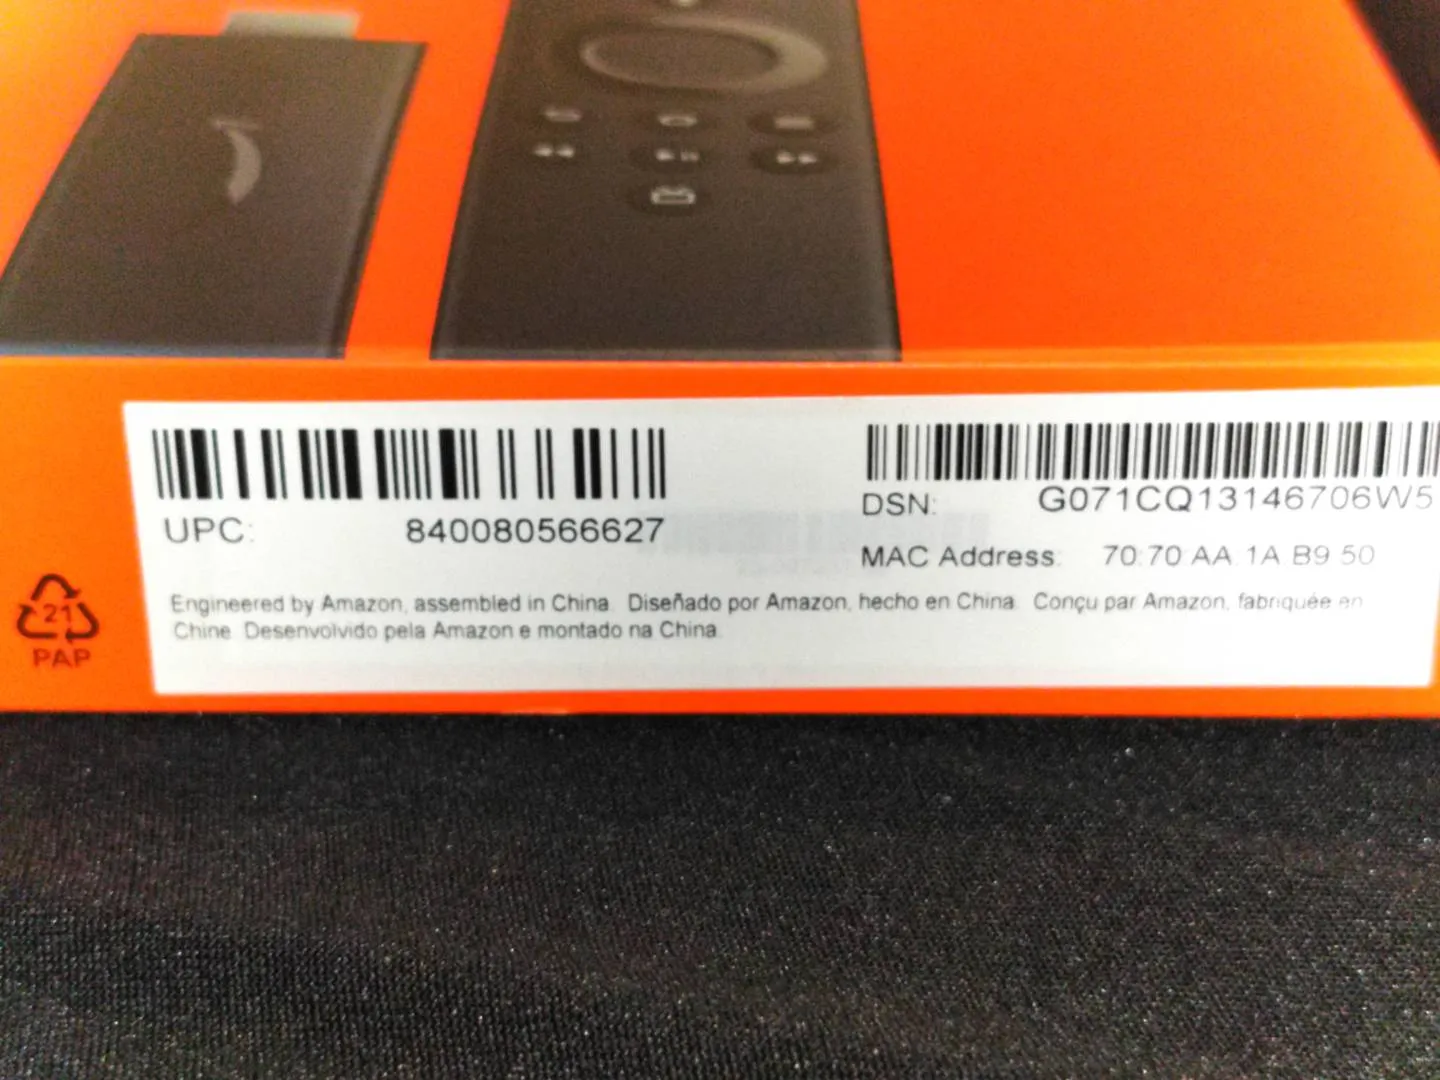 UPC: 840080566627
DSN: G071CQ13146706W5
MAC Address: 70:70:AA:1A:B9:50
Engineered by Amazon, assembled in China. Diseñado por Amazon, hecho en China. Conçu par Amazon, fabriquée en
Chine. Desenvolvido pela Amazon e montado na China.
21
PAP